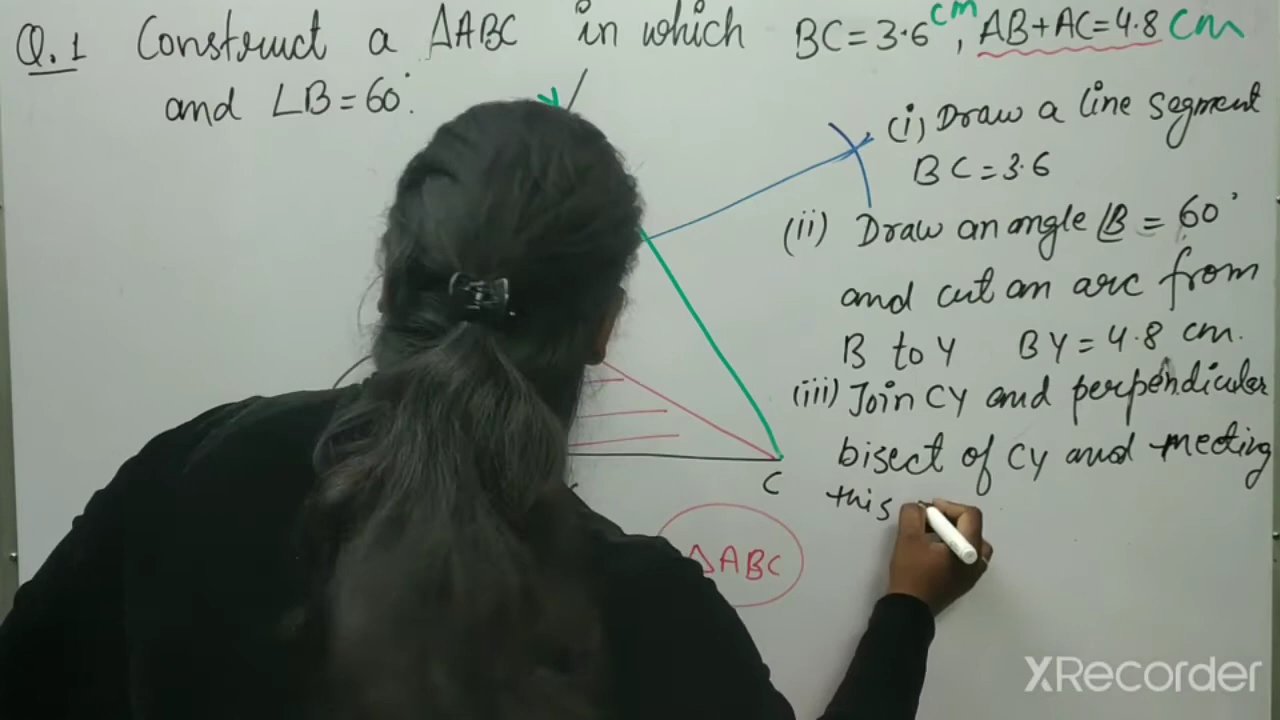 Q.1 Construct a ΔABC in which BC=3.6cm, AB+AC=4.8 cm
and ∠B=60°.
(i) Draw a line segment
BC=3.6
(ii) Draw an angle ∠B = 60°
and cut an arc from
B to Y BY=4.8 cm.
(iii) Join CY and perpendicular
bisect of CY and meeting
this
Y
C
ΔABC
XRecorder